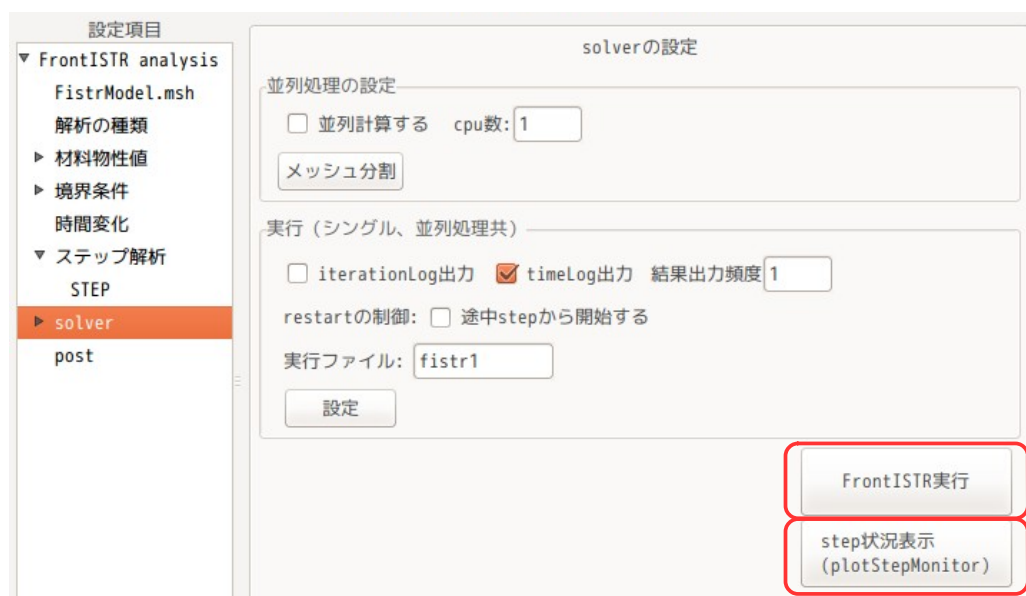 設定項目
FrontISTR analysis
FistrModel.msh
解析の種類
材料物性値
境界条件
時間変化
ステップ解析
STEP
solver
post
solverの設定
並列処理の設定
並列計算する cpu数: 1
メッシュ分割
実行（シングル、並列処理共）
iterationLog出力 timeLog出力 結果出力頻度 1
restartの制御: 途中stepから開始する
実行ファイル: fistr1
設定
FrontISTR実行
step状況表示
(plotStepMonitor)